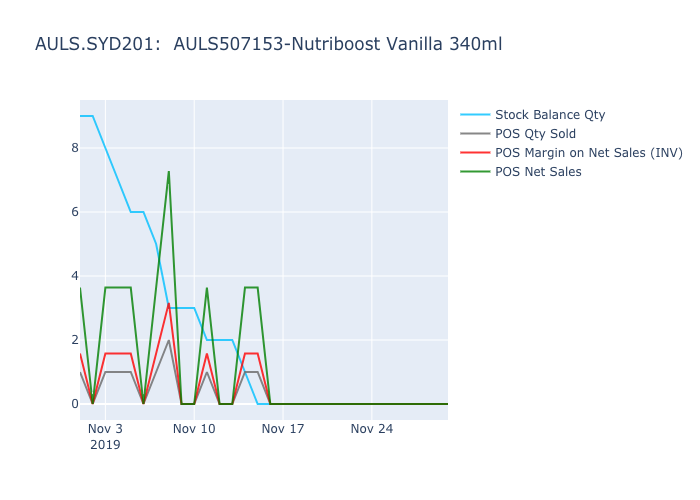 AULS.SYD201:  AULS507153-Nutriboost Vanilla 340ml
Stock Balance Qty
POS Qty Sold
POS Margin on Net Sales (INV)
POS Net Sales
8
6
4
2
0
Nov 3
2019
Nov 10
Nov 17
Nov 24